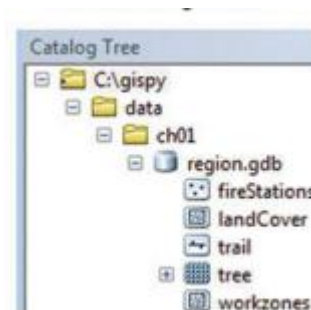 Catalog Tree
C:\gispy
data
ch01
region.gdb
fireStations
landCover
trail
tree
workzones